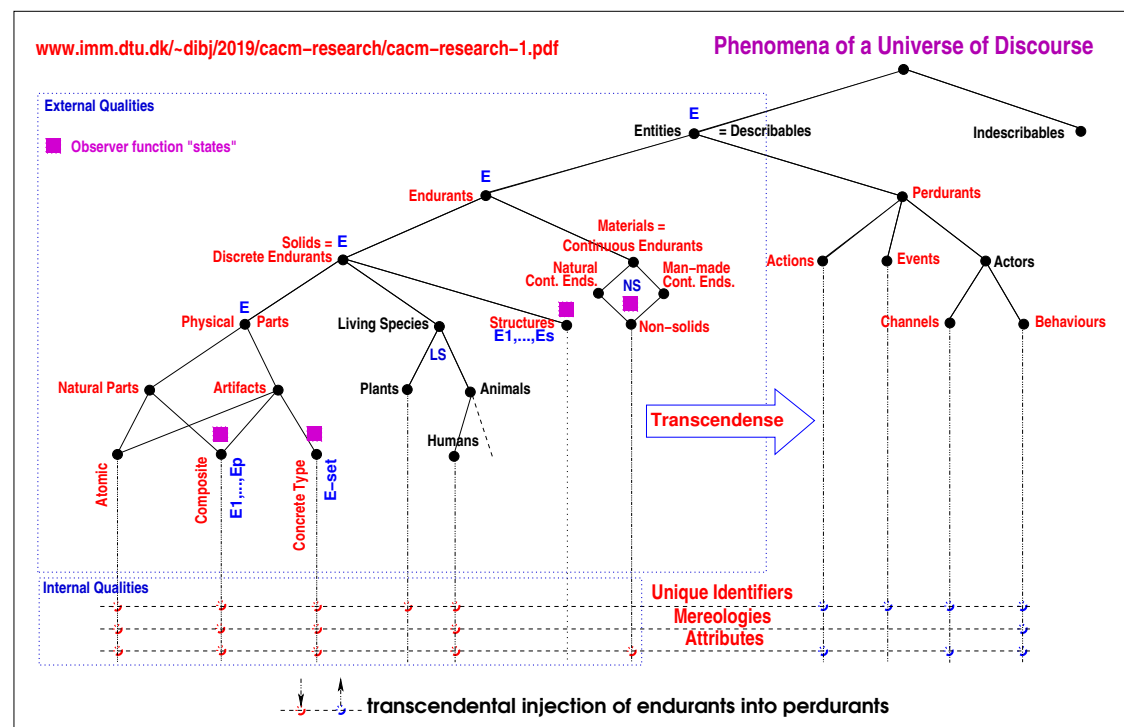 www.imm.dtu.dk/~dibj/2019/cacm-research/cacm-research-1.pdf
Phenomena of a Universe of Discourse
External Qualities
E
Entities
= Describables
Indescribables
Observer function "states"
E
Endurants
Perdurants
Solids =
E
Discrete Endurants
Materials =
Continuous Endurants
Natural
Cont. Ends.
Man-made
Cont. Ends.
NS
Actions
Events
Actors
E
Physical
Parts
Living Species
Structures
E1,...,Es
Non-solids
Channels
Behaviours
LS
Natural Parts
Artifacts
Plants
Animals
Transcendense
Humans
Atomic
Composite
E1,...,Ep
Concrete Type
E-set
Internal Qualities
Unique Identifiers
Mereologies
Attributes
transcendental injection of endurants into perdurants